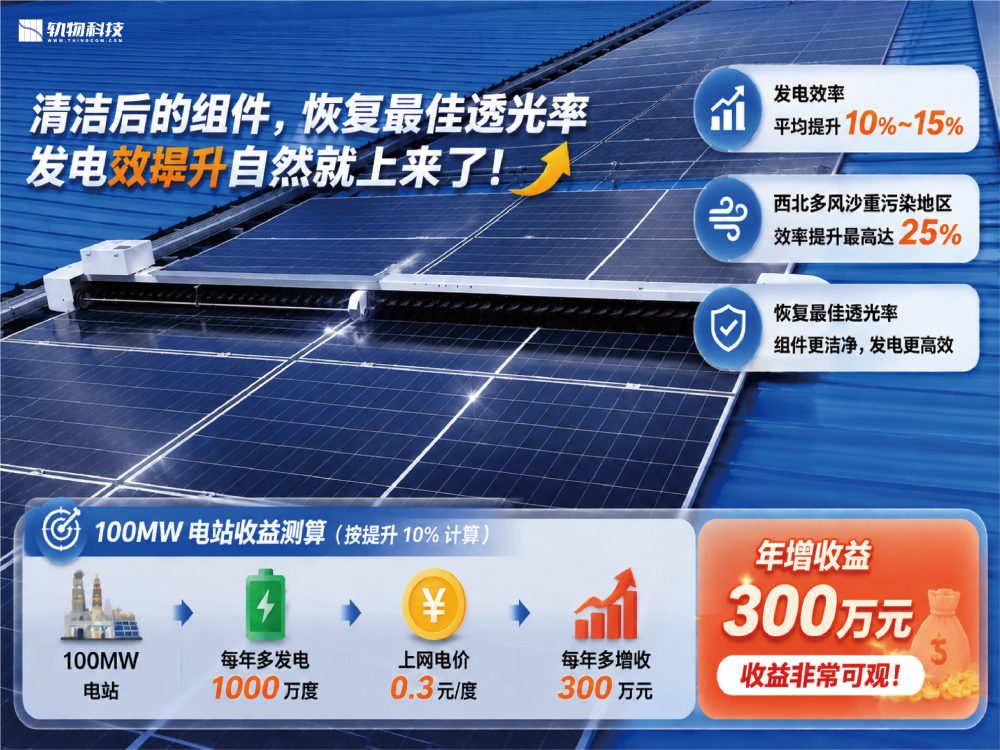 轨物科技
WWW.THINGCOM.COM
清洁后的组件,恢复最佳透光率
发电效提升自然就上来了!
发电效率
平均提升10%~15%
西北多风沙重污染地区
效率提升最高达 25%
恢复最佳透光率
组件更洁净,发电更高效
100MW 电站收益测算(按提升 10% 计算)
100MW
电站
每年多发电
1000 万度
上网电价
0.3 元/度
每年多增收
300 万元
年增收益
300万元
收益非常可观!